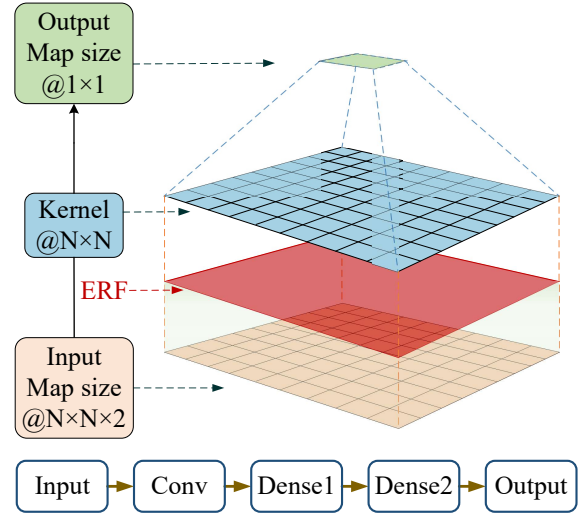 Output
Map size
@1×1
Kernel
@N×N
ERF
Input
Map size
@N×N×2
Input
Conv
Dense1
Dense2
Output